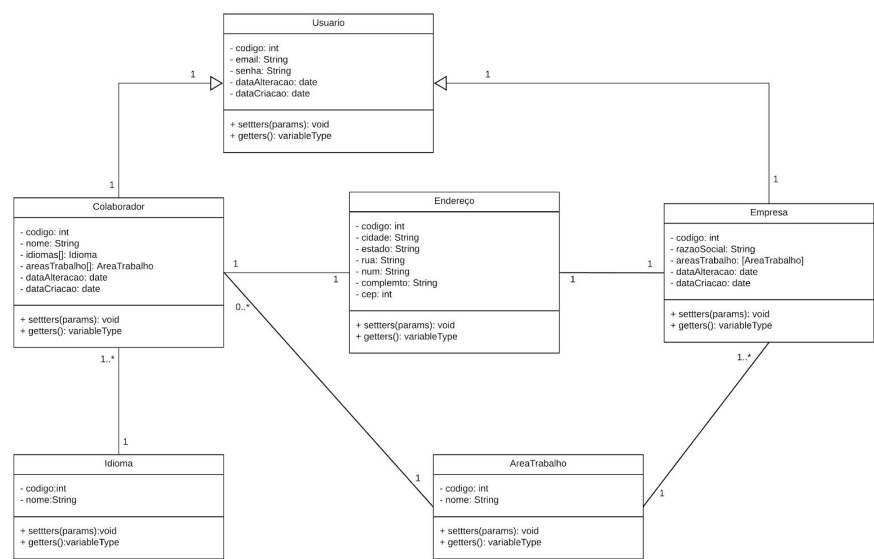 Usuario
- codigo: int
- email: String
- senha: String
- dataAlteracao: date
- dataCriacao: date
+ settters(params): void
+ getters(): variableType
1
1
1
1
Colaborador
- codigo: int
- nome: String
- idiomas[]: Idioma
- areasTrabalho[]: AreaTrabalho
- dataAlteracao: date
- dataCriacao: date
+ settters(params): void
+ getters(): variableType
Endereço
- codigo: int
- cidade: String
- estado: String
- rua: String
- num: String
- complemto: String
- cep: int
+ settters(params): void
+ getters(): variableType
Empresa
- codigo: int
- razaoSocial: String
- areasTrabalho: [AreaTrabalho]
- dataAlteracao: date
- dataCriacao: date
+ settters(params): void
+ getters(): variableType
1
1
1
1
0..*
1..*
1..*
1
1
1
Idioma
- codigo:int
- nome:String
+ settters(params):void
+ getters():variableType
AreaTrabalho
- codigo: int
- nome: String
+ settters(params): void
+ getters(): variableType